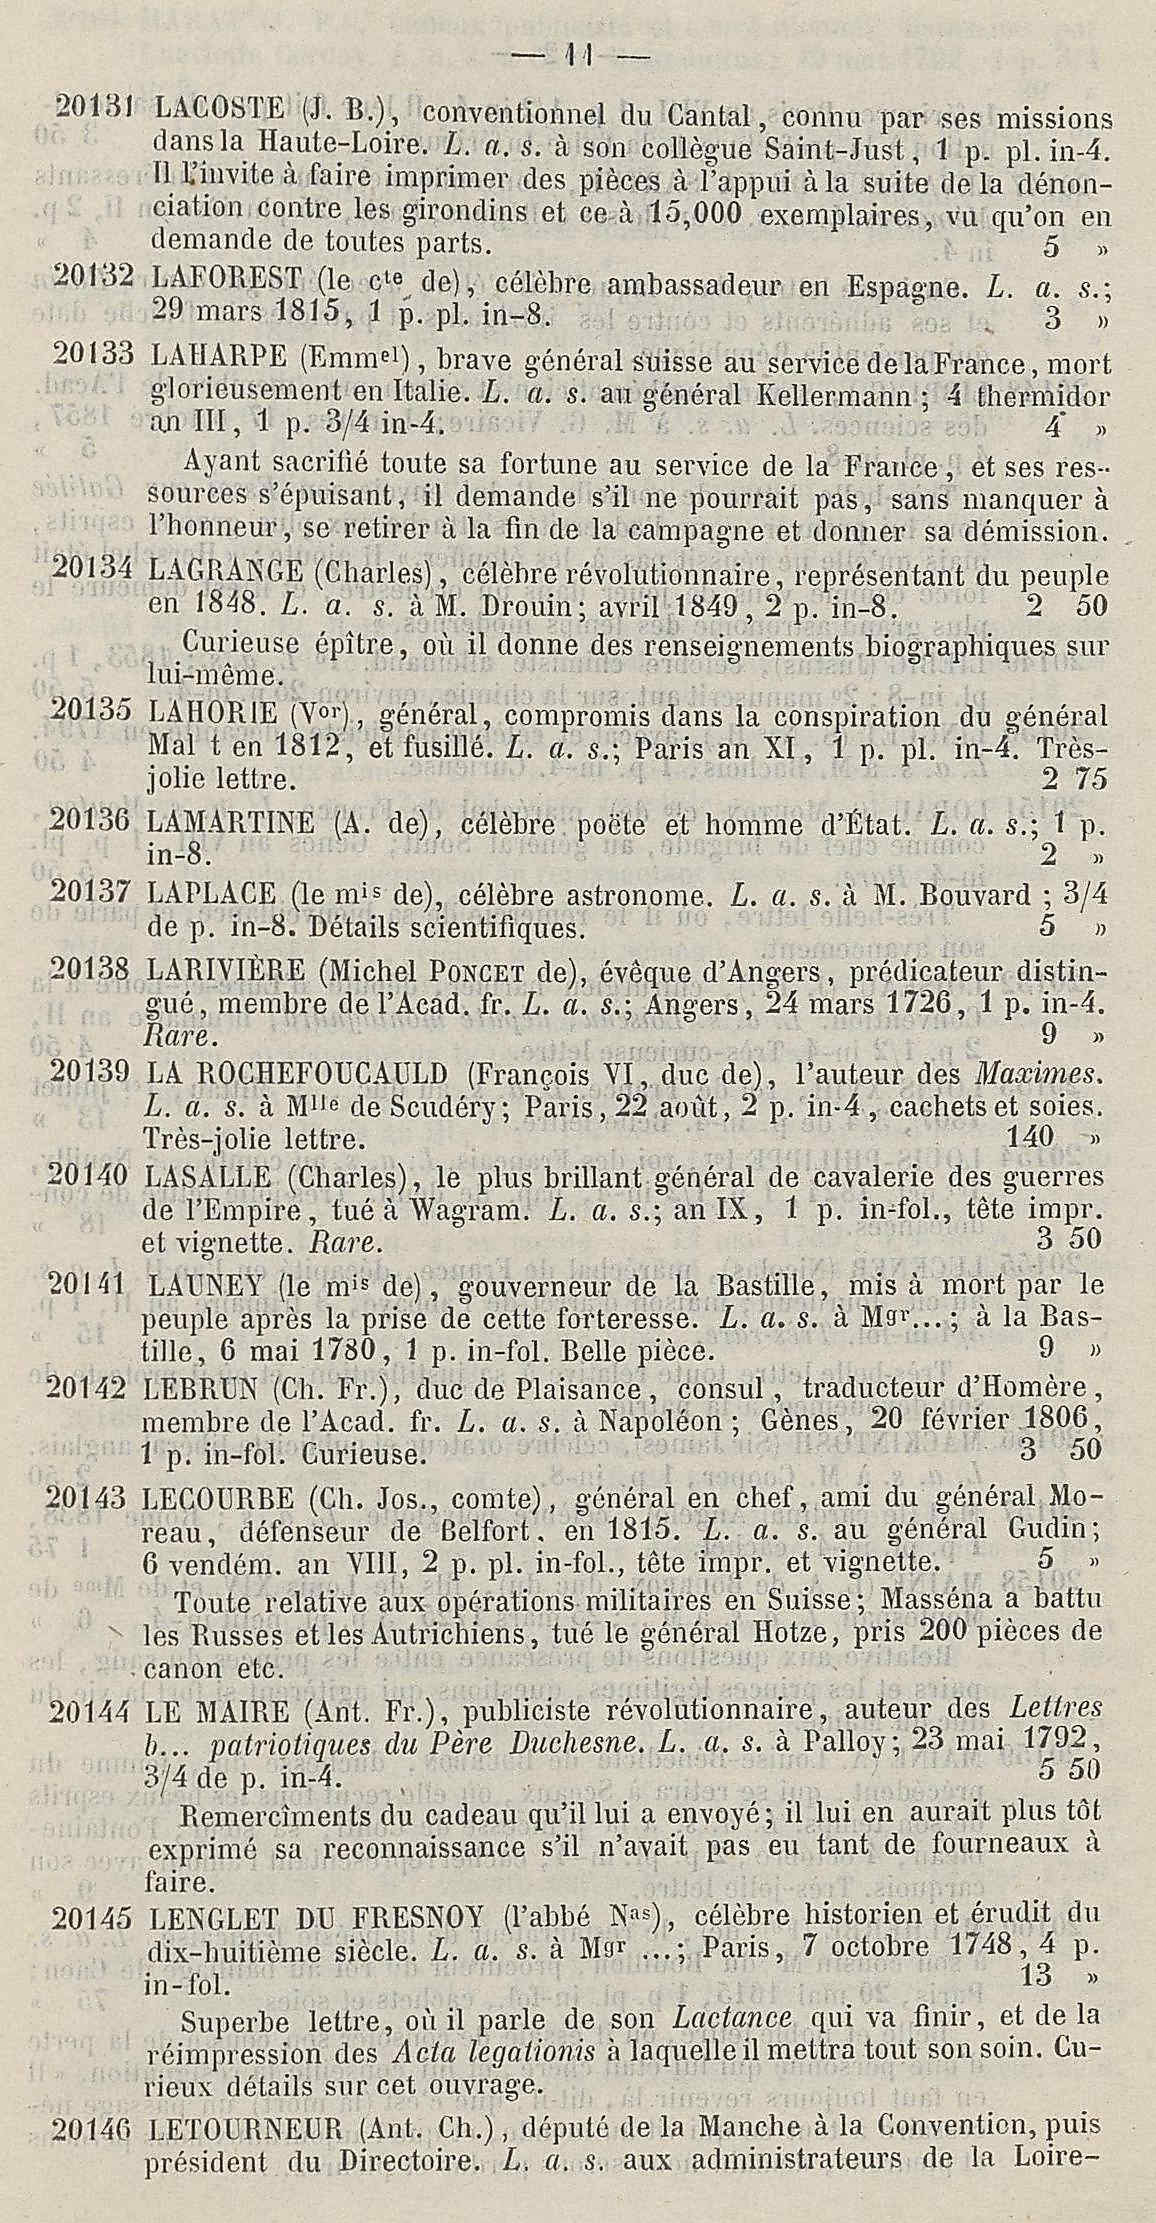 — 11 —
20131 LACOSTE (J. B.), conventionnel du Cantal, connu par ses missions
dans la Haute-Loire. L. a. s. à son collègue Saint-Just, 1 p. pl. in-4.
Il l'invite à faire imprimer des pièces à l'appui à la suite de la dénon-
ciation contre les girondins et ce à 15,000 exemplaires, vu qu'on en
demande de toutes parts. 5 »
20132 LAFOREST (le cte de), célèbre ambassadeur en Espagne. L. a. s.;
29 mars 1815, 1 p. pl. in-8. 3 »
20133 LAHARPE (Emmel), brave général suisse au service de la France, mort
glorieusement en Italie. L. a. s. au général Kellermann; 4 thermidor
an III, 1 p. 3/4 in-4. 4 »
Ayant sacrifié toute sa fortune au service de la France, et ses res-
sources s'épuisant, il demande s'il ne pourrait pas, sans manquer à
l'honneur, se retirer à la fin de la campagne et donner sa démission.
20134 LAGRANGE (Charles), célèbre révolutionnaire, représentant du peuple
en 1848. L. a. s. à M. Drouin; avril 1849, 2 p. in-8. 2 50
Curieuse épître, où il donne des renseignements biographiques sur
lui-même.
20135 LAHORIE (Vor), général, compromis dans la conspiration du général
Mal t en 1812, et fusillé. L. a. s.; Paris an XI, 1 p. pl. in-4. Très-
jolie lettre. 2 75
20136 LAMARTINE (A. de), célèbre poëte et homme d'État. L. a. s.; 1 p.
in-8. 2 »
20137 LAPLACE (le mis de), célèbre astronome. L. a. s. à M. Bouvard; 3/4
de p. in-8. Détails scientifiques. 5 »
20138 LARIVIÈRE (Michel PONCET de), évêque d'Angers, prédicateur distin-
gué, membre de l'Acad. fr. L. a. s.; Angers, 24 mars 1726, 1 p. in-4.
Rare. 9 »
20139 LA ROCHEFOUCAULD (François VI, duc de), l'auteur des Maximes.
L. a. s. à Mlle de Scudéry; Paris, 22 août, 2 p. in-4, cachets et soies.
Très-jolie lettre. 140 »
20140 LASALLE (Charles), le plus brillant général de cavalerie des guerres
de l'Empire, tué à Wagram. L. a. s.; an IX, 1 p. in-fol., tête impr.
et vignette. Rare. 3 50
20141 LAUNEY (le mis de), gouverneur de la Bastille, mis à mort par le
peuple après la prise de cette forteresse. L. a. s. à Mgr...; à la Bas-
tille, 6 mai 1780, 1 p. in-fol. Belle pièce. 9 »
20142 LEBRUN (Ch. Fr.), duc de Plaisance, consul, traducteur d'Homère,
membre de l'Acad. fr. L. a. s. à Napoléon; Gènes, 20 février 1806,
1 p. in-fol. Curieuse. 3 50
20143 LECOURBE (Ch. Jos., comte), général en chef, ami du général Mo-
reau, défenseur de Belfort, en 1815. L. a. s. au général Gudin;
6 vendém. an VIII, 2 p. pl. in-fol., tête impr. et vignette. 5 »
Toute relative aux opérations militaires en Suisse; Masséna a battu
les Russes et les Autrichiens, tué le général Hotze, pris 200 pièces de
canon etc.
20144 LE MAIRE (Ant. Fr.), publiciste révolutionnaire, auteur des Lettres
b... patriotiques du Père Duchesne. L. a. s. à Palloy; 23 mai 1792,
3/4 de p. in-4. 5 50
Remercîments du cadeau qu'il lui a envoyé; il lui en aurait plus tôt
exprimé sa reconnaissance s'il n'avait pas eu tant de fourneaux à
faire.
20145 LENGLET DU FRESNOY (l'abbé Nas), célèbre historien et érudit du
dix-huitième siècle. L. a. s. à Mgr ...; Paris, 7 octobre 1748, 4 p.
in-fol. 13 »
Superbe lettre, où il parle de son Lactance qui va finir, et de la
réimpression des Acta legationis à laquelle il mettra tout son soin. Cu-
rieux détails sur cet ouvrage.
20146 LETOURNEUR (Ant. Ch.), député de la Manche à la Convention, puis
président du Directoire. L. a. s. aux administrateurs de la Loire-